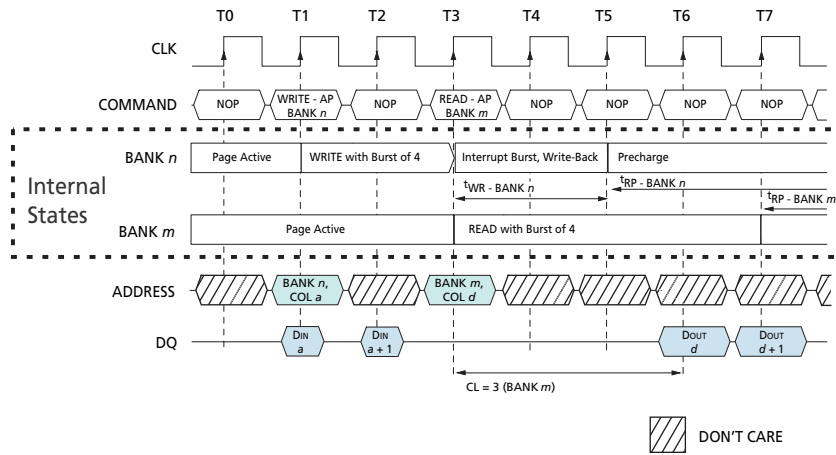 T0 T1 T2 T3 T4 T5 T6 T7
CLK
COMMAND NOP WRITE - AP BANK n NOP READ - AP BANK m NOP NOP NOP NOP
Internal States
BANK n Page Active WRITE with Burst of 4 Interrupt Burst, Write-Back Precharge
tWR - BANK n tRP - BANK n
tRP - BANK m
BANK m Page Active READ with Burst of 4
ADDRESS BANK n, COL a BANK m, COL d
DQ DIN a DIN a + 1 DOUT d DOUT d + 1
CL = 3 (BANK m)
DON'T CARE